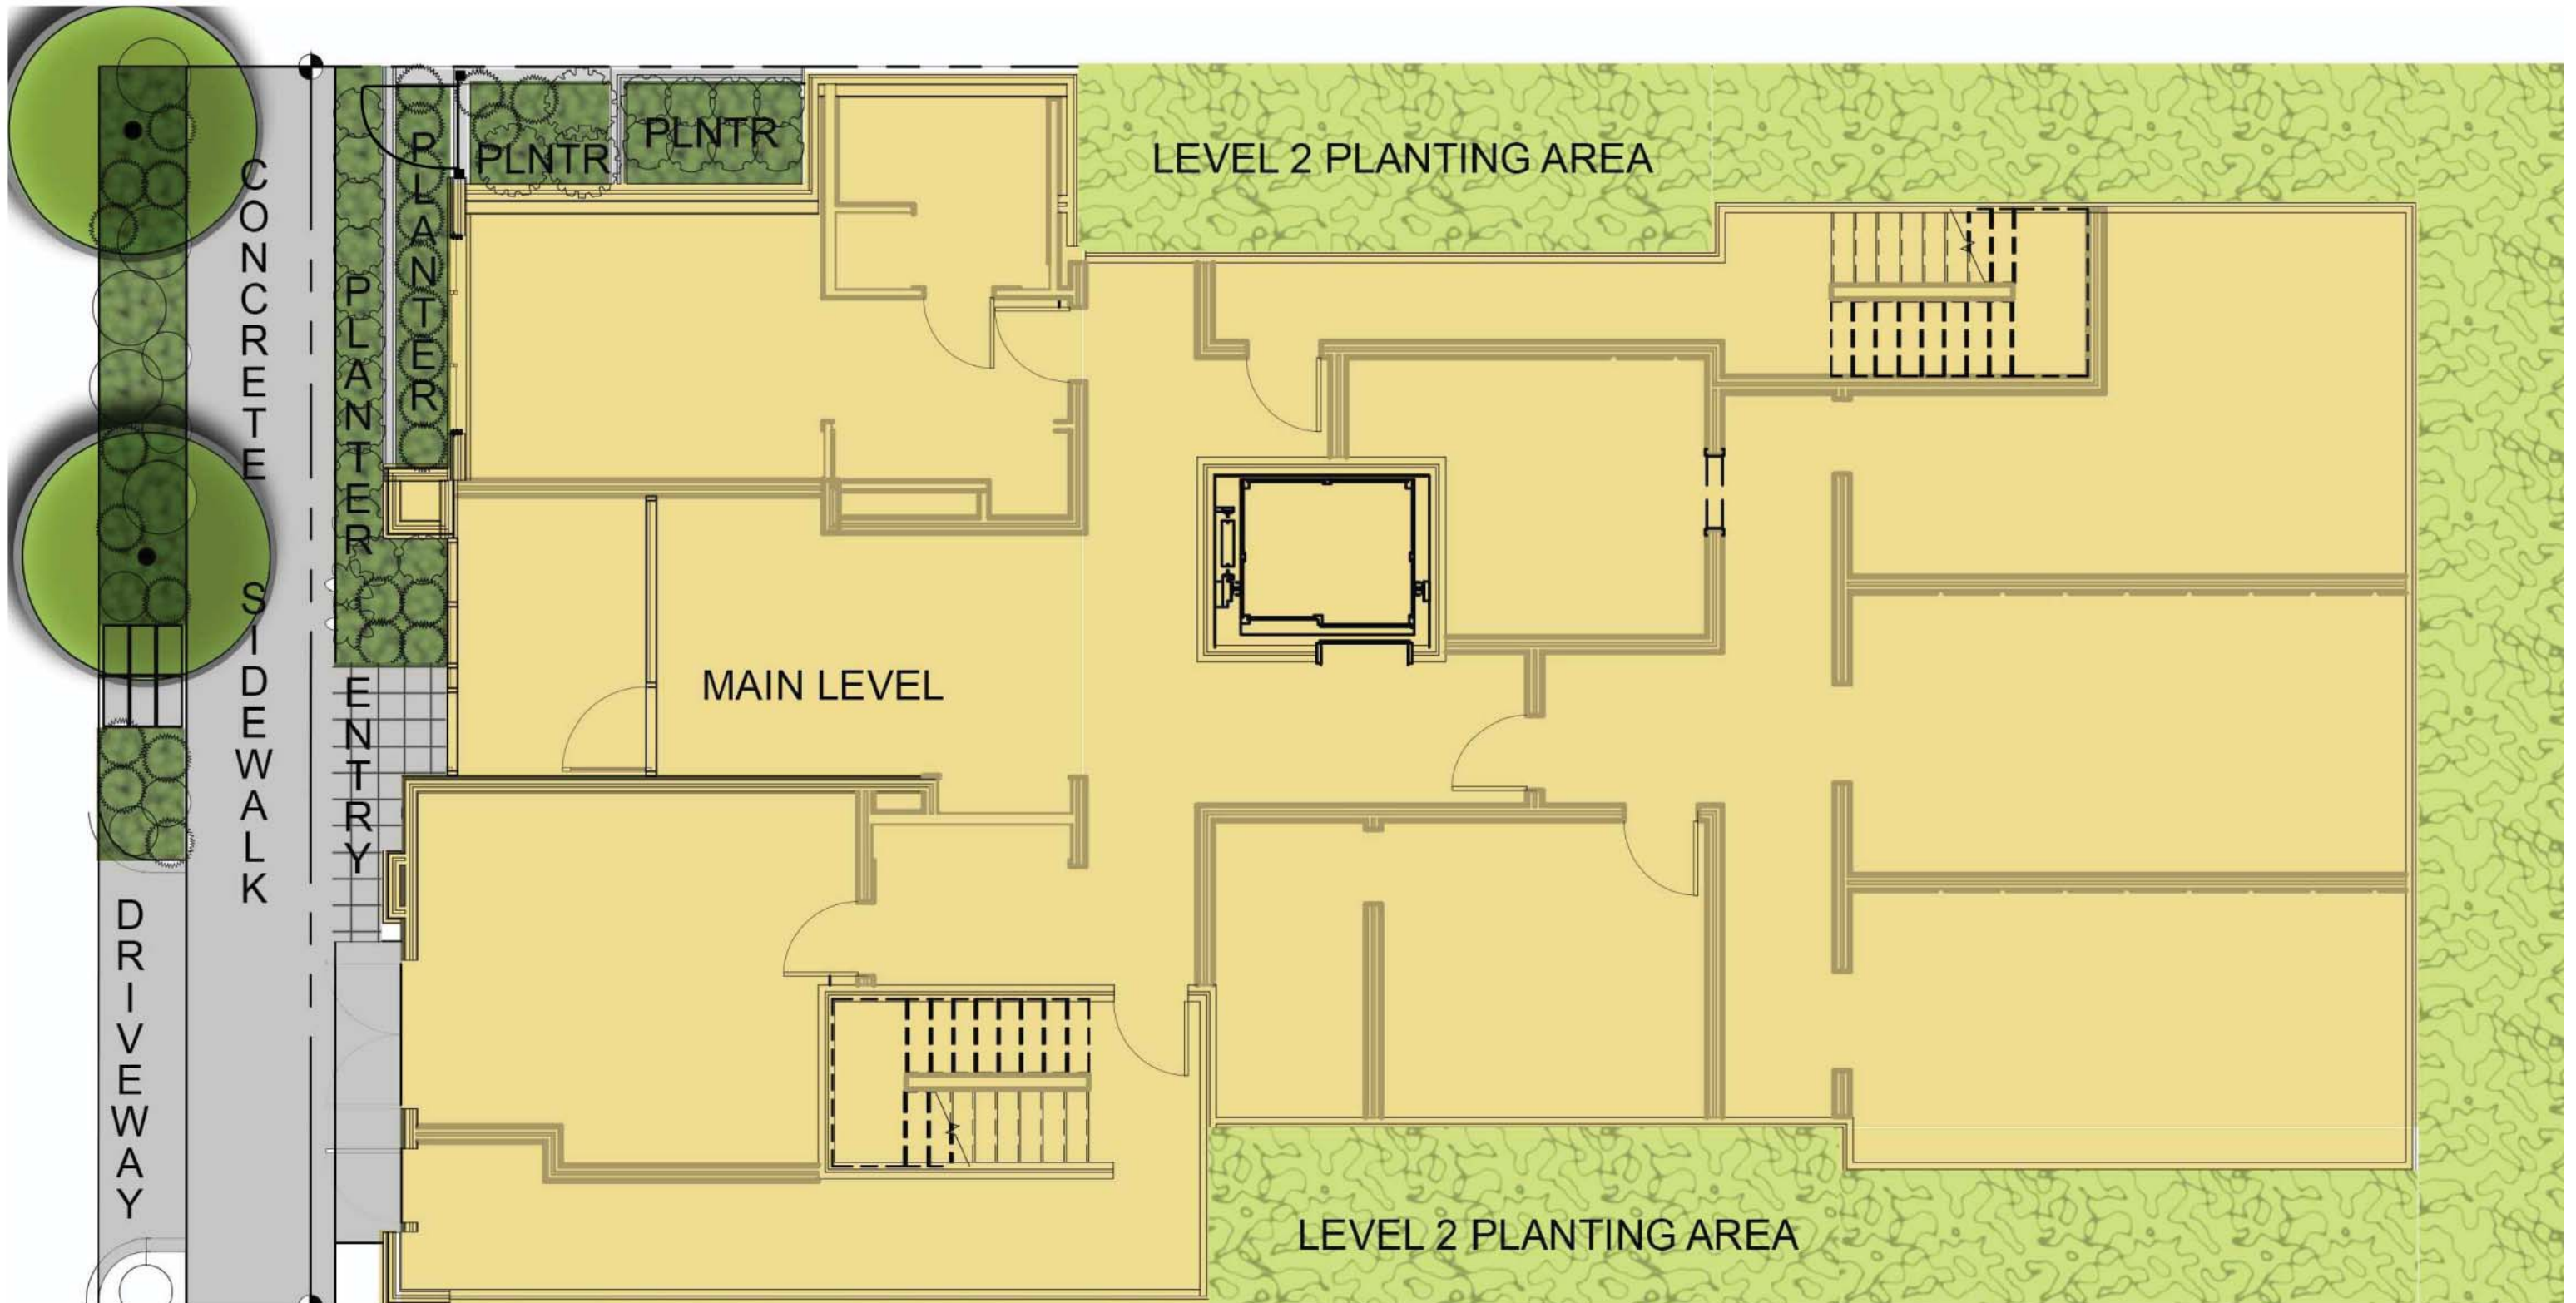 CONCRETE SIDEWALK
PLANTER
PLANTER
PLNTR
PLNTR
LEVEL 2 PLANTING AREA
MAIN LEVEL
ENTRY
DRIVEWAY
LEVEL 2 PLANTING AREA